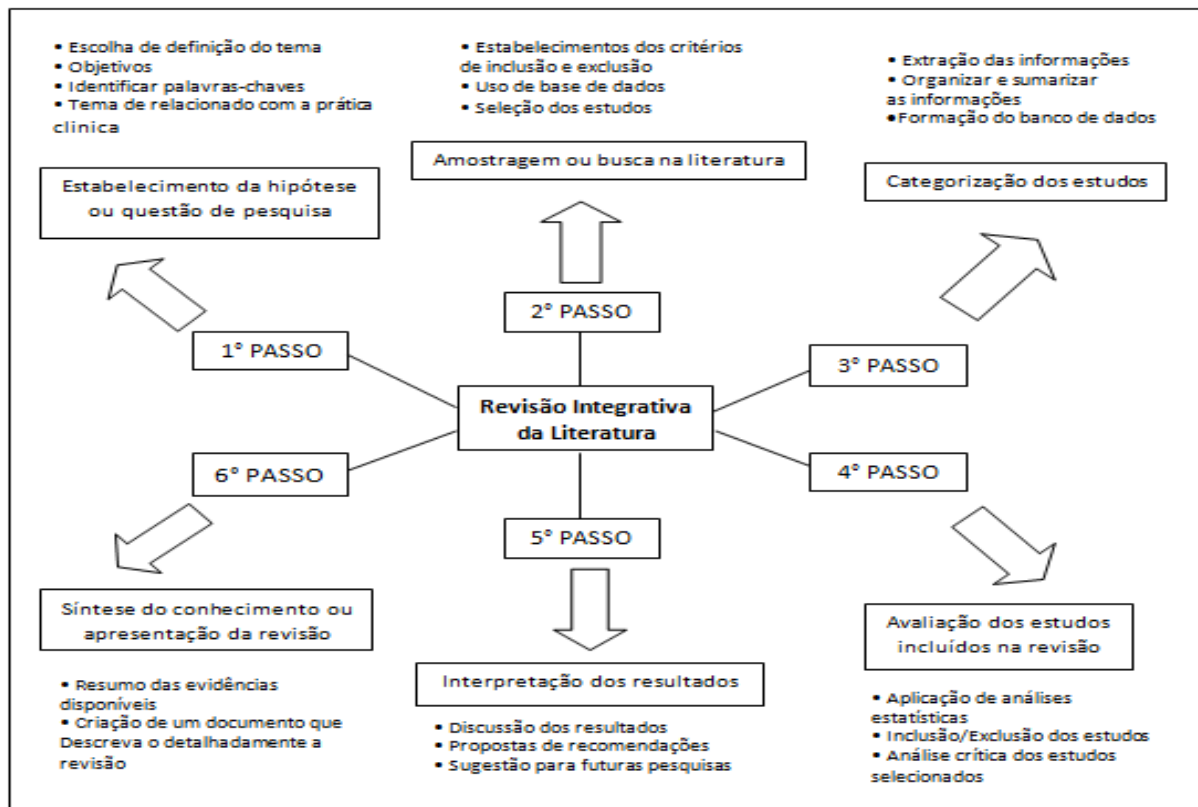 • Escolha de definição do tema
• Objetivos
• Identificar palavras-chaves
• Tema de relacionado com a prática
clinica
Estabelecimento da hipótese
ou questão de pesquisa
• Estabelecimentos dos critérios
de inclusão e exclusão
• Uso de base de dados
• Seleção dos estudos
Amostragem ou busca na literatura
• Extração das informações
• Organizar e sumarizar
as informações
•Formação do banco de dados
Categorização dos estudos
1° PASSO
2° PASSO
3° PASSO
Revisão Integrativa
da Literatura
6° PASSO
5° PASSO
4° PASSO
Síntese do conhecimento ou
apresentação da revisão
• Resumo das evidências
disponíveis
• Criação de um documento que
Descreva o detalhadamente a
revisão
Interpretação dos resultados
• Discussão dos resultados
• Propostas de recomendações
• Sugestão para futuras pesquisas
Avaliação dos estudos
incluídos na revisão
• Aplicação de análises
estatísticas
• Inclusão/Exclusão dos estudos
• Análise crítica dos estudos
selecionados